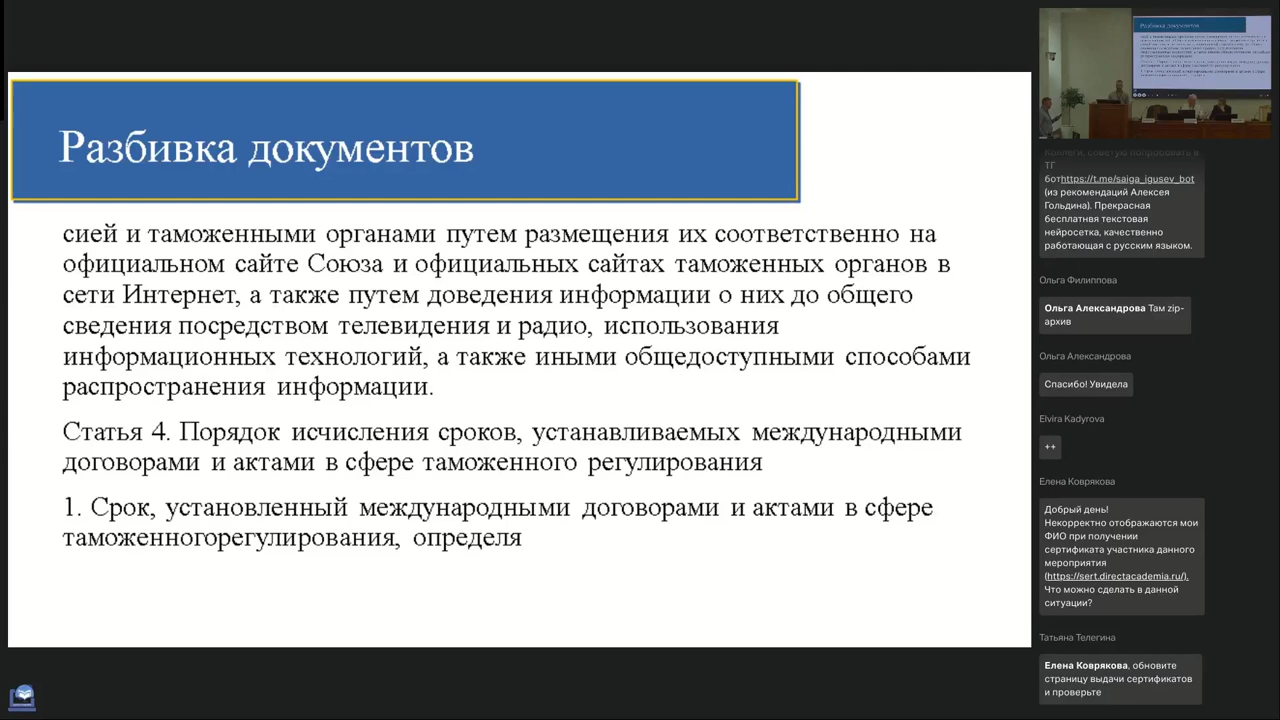 Разбивка документов
сией и таможенными органами путем размещения их соответственно на
официальном сайте Союза и официальных сайтах таможенных органов в
сети Интернет, а также путем доведения информации о них до общего
сведения посредством телевидения и радио, использования
информационных технологий, а также иными общедоступными способами
распространения информации.
Статья 4. Порядок исчисления сроков, устанавливаемых международными
договорами и актами в сфере таможенного регулирования
1. Срок, установленный международными договорами и актами в сфере
таможенногорегулирования, определя
Разбивка документов
Коллеги, советую попробовать в
ТГ
ботhttps://t.me/saiga_igusev_bot
(из рекомендаций Алексея
Гольдина). Прекрасная
бесплатнвя текстовая
нейросетка, качественно
работающая с русским языком.
Ольга Филиппова
Ольга Александрова Там zip-
архив
Ольга Александрова
Спасибо! Увидела
Elvira Kadyrova
++
Елена Коврякова
Добрый день!
Некорректно отображаются мои
ФИО при получении
сертификата участника данного
мероприятия
(https://sert.directacademia.ru/).
Что можно сделать в данной
ситуации?
Татьяна Телегина
Елена Коврякова, обновите
страницу выдачи сертификатов
и проверьте